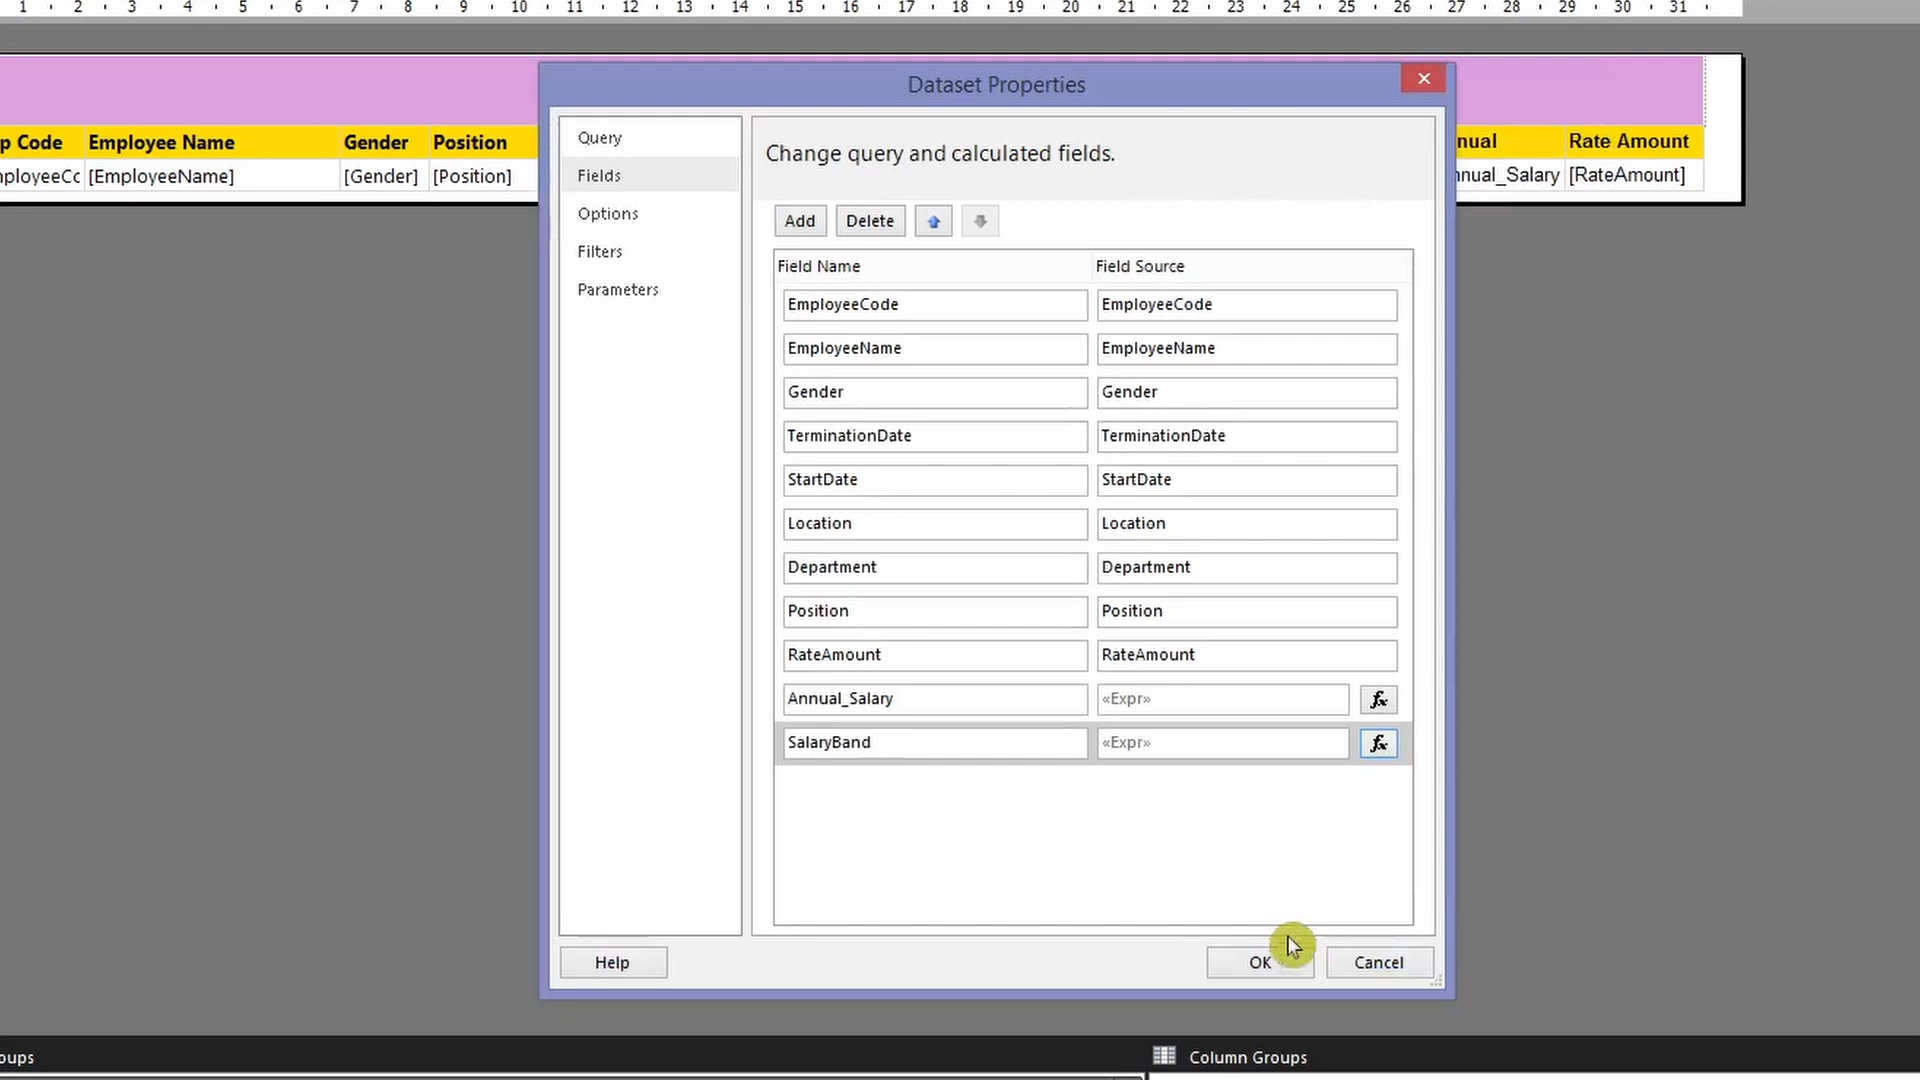 1 2 3 4 5 6 7 8 9 10 11 12 13 14 15 16 17 18 19 20 21 22 23 24 25 26 27 28 29 30 31
Dataset Properties
p Code Employee Name Gender Position nual Rate Amount
nployeeCc [EmployeeName] [Gender] [Position] nnual_Salary [RateAmount]
Query
Fields
Options
Filters
Parameters
Change query and calculated fields.
Add Delete
Field Name Field Source
EmployeeCode EmployeeCode
EmployeeName EmployeeName
Gender Gender
TerminationDate TerminationDate
StartDate StartDate
Location Location
Department Department
Position Position
RateAmount RateAmount
Annual_Salary «Expr» fx
SalaryBand «Expr» fx
Help OK Cancel
oups Column Groups